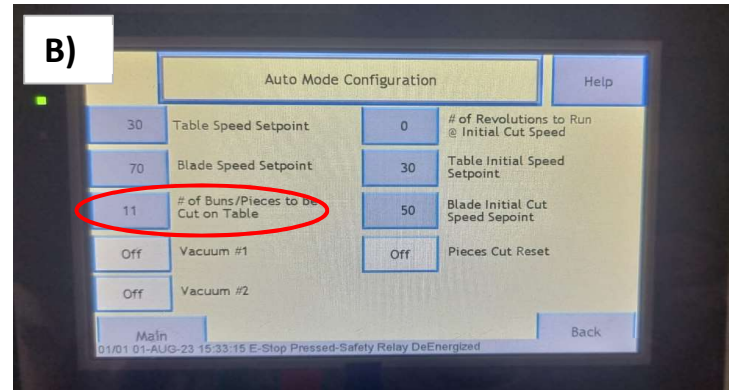 B)
Auto Mode Configuration
Help
30 Table Speed Setpoint
0 # of Revolutions to Run
@ Initial Cut Speed
70 Blade Speed Setpoint
30 Table Initial Speed
Setpoint
11 # of Buns/Pieces to be
Cut on Table
50 Blade Initial Cut
Speed Sepoint
Off Vacuum #1
Off Pieces Cut Reset
Off Vacuum #2
Main
Back
01/01 01-AUG-23 15:33:15 E-Stop Pressed-Safety Relay DeEnergized